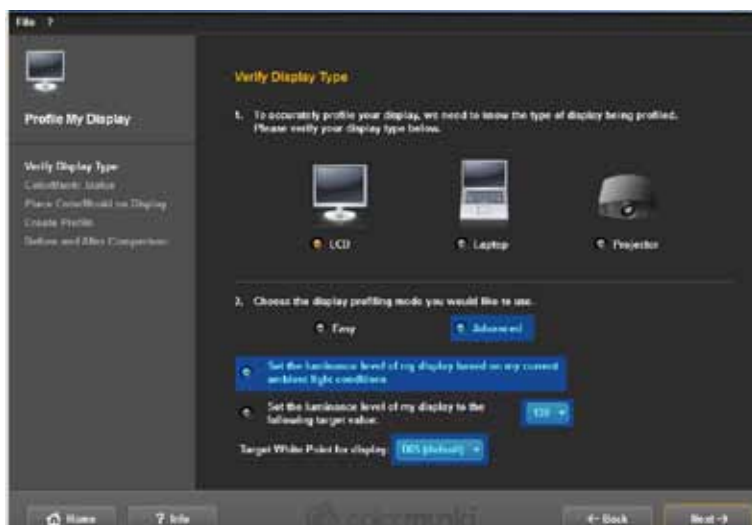 File ?
Profile My Display
Verify Display Type
ColorMunki Status
Place ColorMunki on Display
Create Profile
Before and After Comparison
Verify Display Type
1. To accurately profile your display, we need to know the type of display being profiled.
Please verify your display type below.
LCD
Laptop
Projector
2. Choose the display profiling mode you would like to use.
Easy
Advanced
Set the luminance level of my display based on my current
ambient light conditions
Set the luminance level of my display to the
following target value:
Target White Point for display: D65 (default)
Home
? Info
colormunki
← Back
Next →